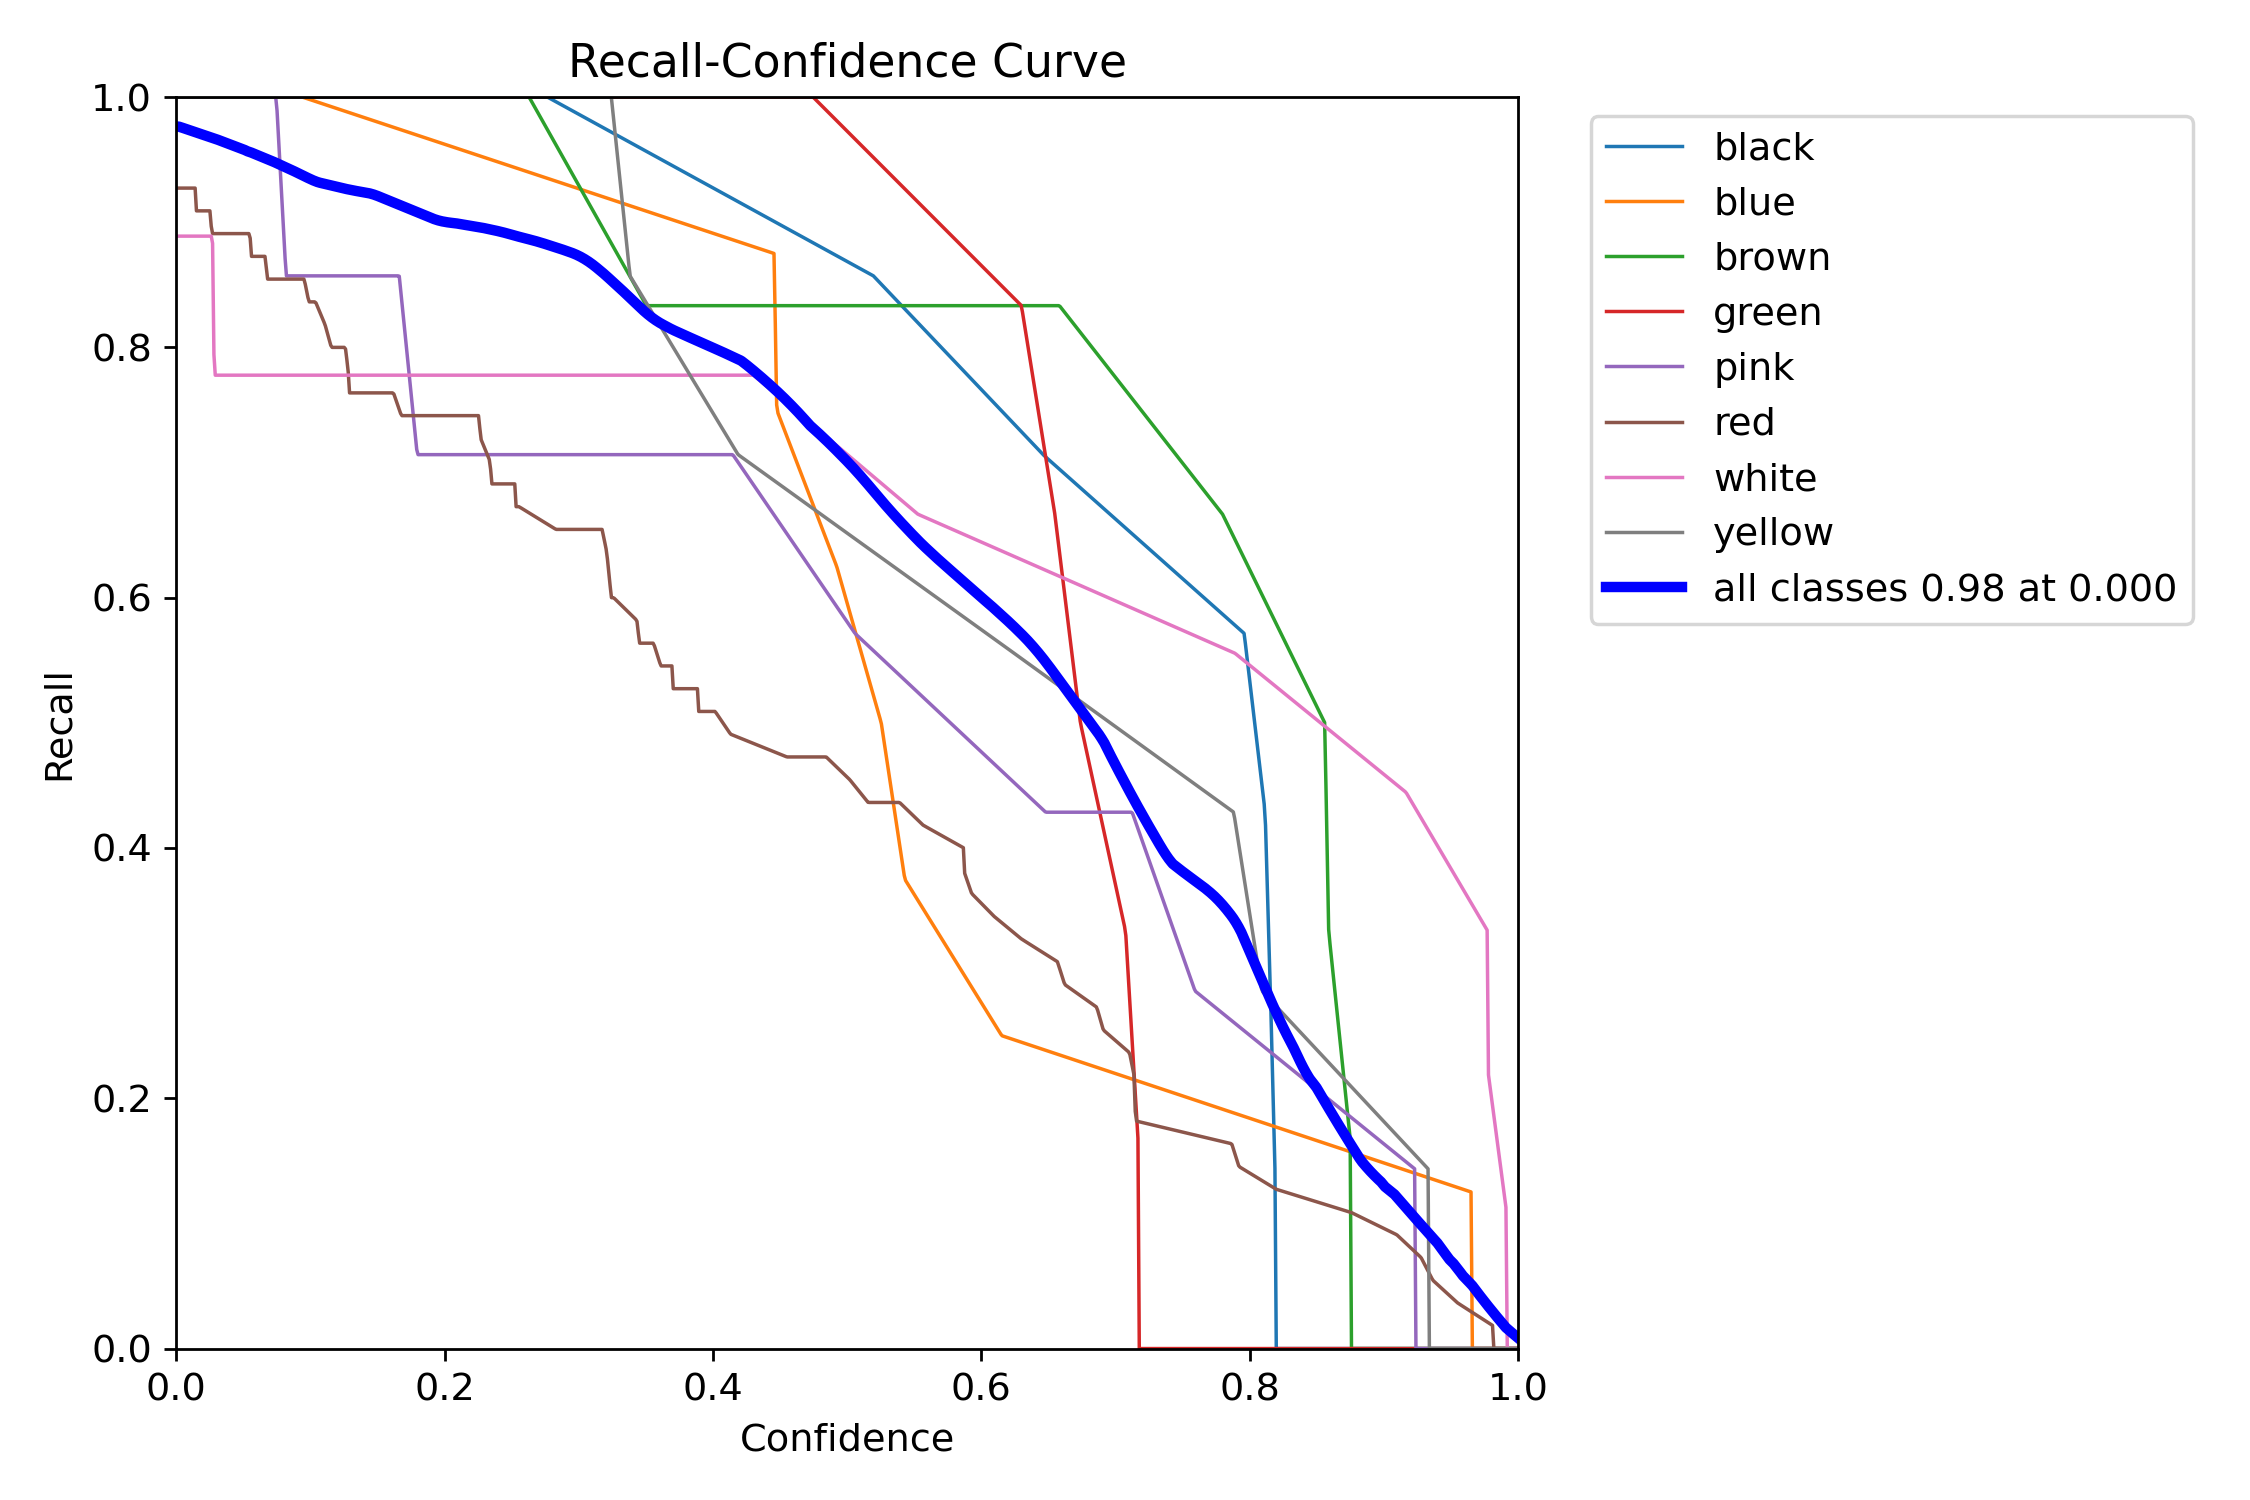 Recall-Confidence Curve
1.0
0.8
0.6
0.4
0.2
0.0
Recall
0.0 0.2 0.4 0.6 0.8 1.0
Confidence
black
blue
brown
green
pink
red
white
yellow
all classes 0.98 at 0.000